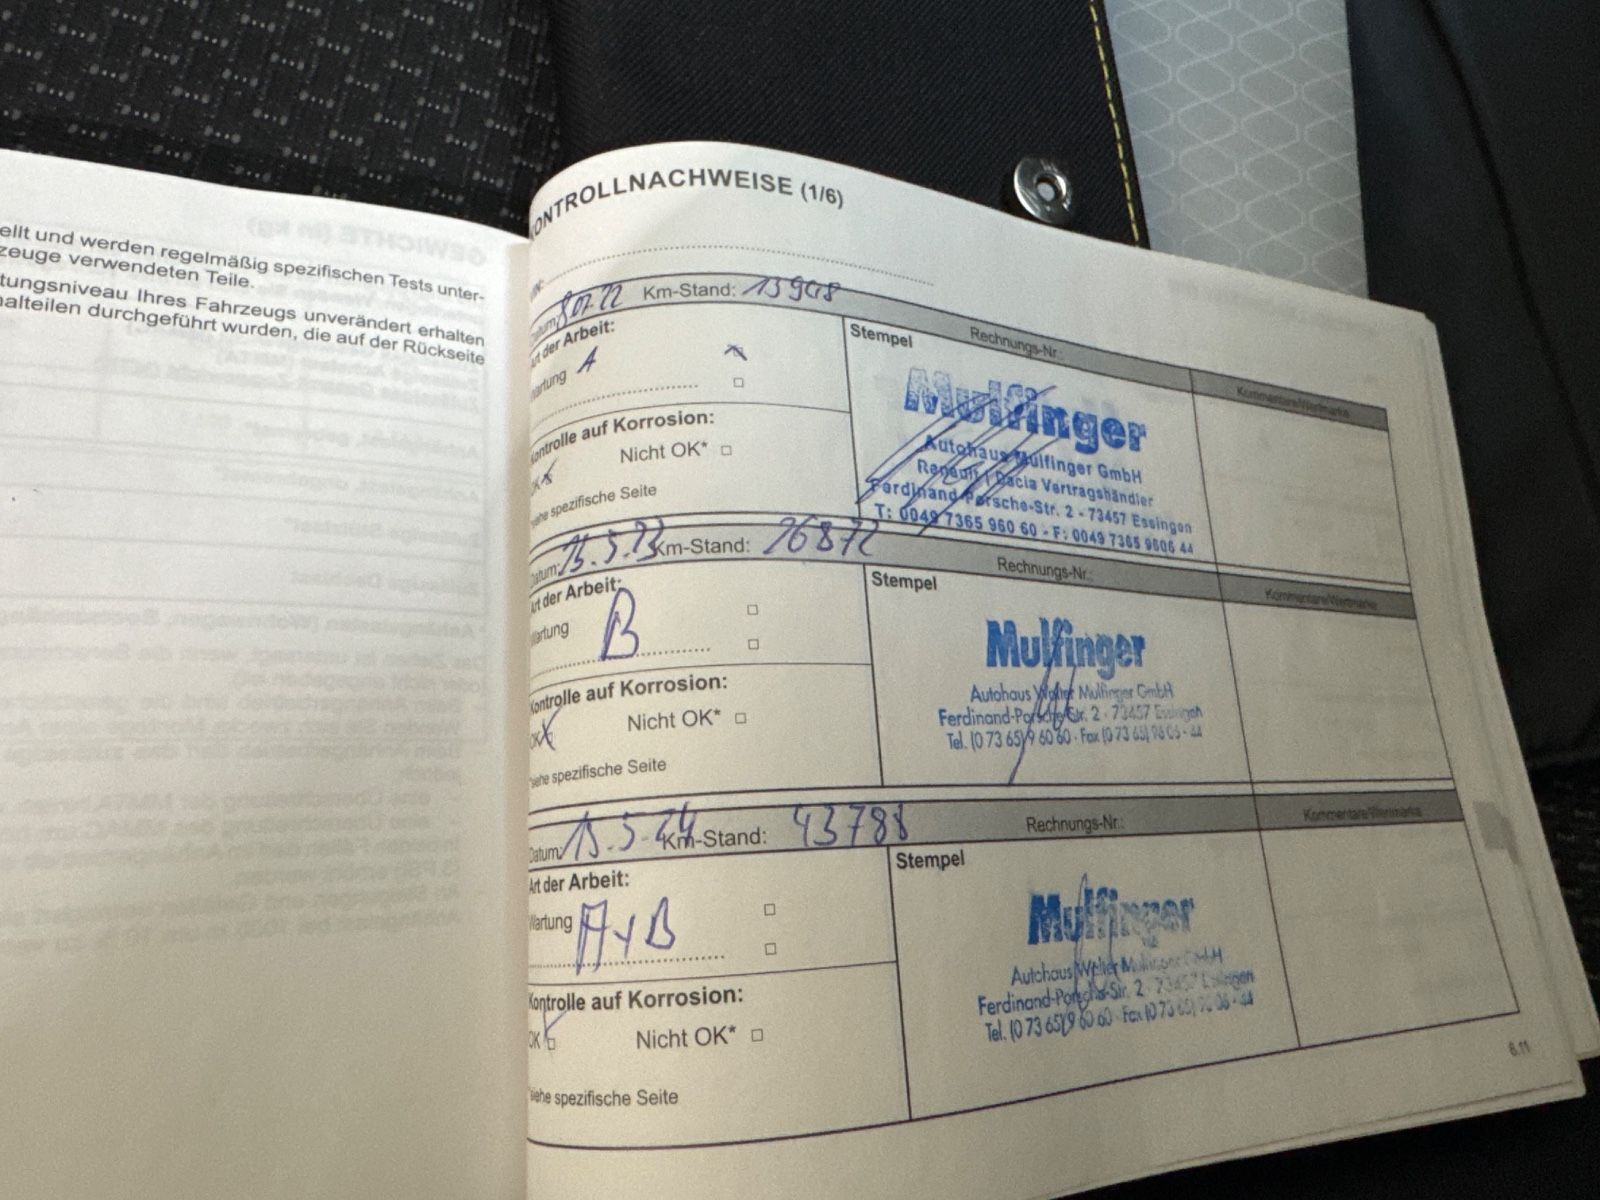 ellt und werden regelmäßig spezifischen Tests unter-
zeuge verwendeten Teile.
tungsniveau Ihres Fahrzeugs unverändert erhalten
nalteilen durchgeführt wurden, die auf der Rückseite
KONTROLLNACHWEISE (1/6)
Datum: 8.07.22 Km-Stand: 13908 Rechnungs-Nr.: Kommentare/Wertmarke
Art der Arbeit:
Wartung A
Kontrolle auf Korrosion:
OK Nicht OK*
*siehe spezifische Seite
Stempel
Mulfinger
Autohaus Mulfinger GmbH
Renault | Dacia Vertragshändler
Ferdinand-Porsche-Str. 2 - 73457 Essingen
T: 0049 7365 960 60 - F: 0049 7365 9606 44
Datum: 15.5.23 Km-Stand: 26872 Rechnungs-Nr.: Kommentare/Wertmarke
Art der Arbeit:
Wartung B
Kontrolle auf Korrosion:
OK Nicht OK*
*siehe spezifische Seite
Stempel
Mulfinger
Autohaus Walter Mulfinger GmbH
Ferdinand-Porsche-Str. 2 · 73457 Essingen
Tel. (0 73 65) 9 60 60 · Fax (0 73 65) 96 06 - 44
Datum: 15.5.24 Km-Stand: 43788 Rechnungs-Nr.: Kommentare/Wertmarke
Art der Arbeit:
Wartung A+B
Kontrolle auf Korrosion:
OK Nicht OK*
*siehe spezifische Seite
Stempel
Mulfinger
Autohaus Walter Mulfinger GmbH
Ferdinand-Porsche-Str. 2 · 73457 Essingen
Tel. (0 73 65) 9 60 60 · Fax (0 73 65) 96 06 - 44
6.11